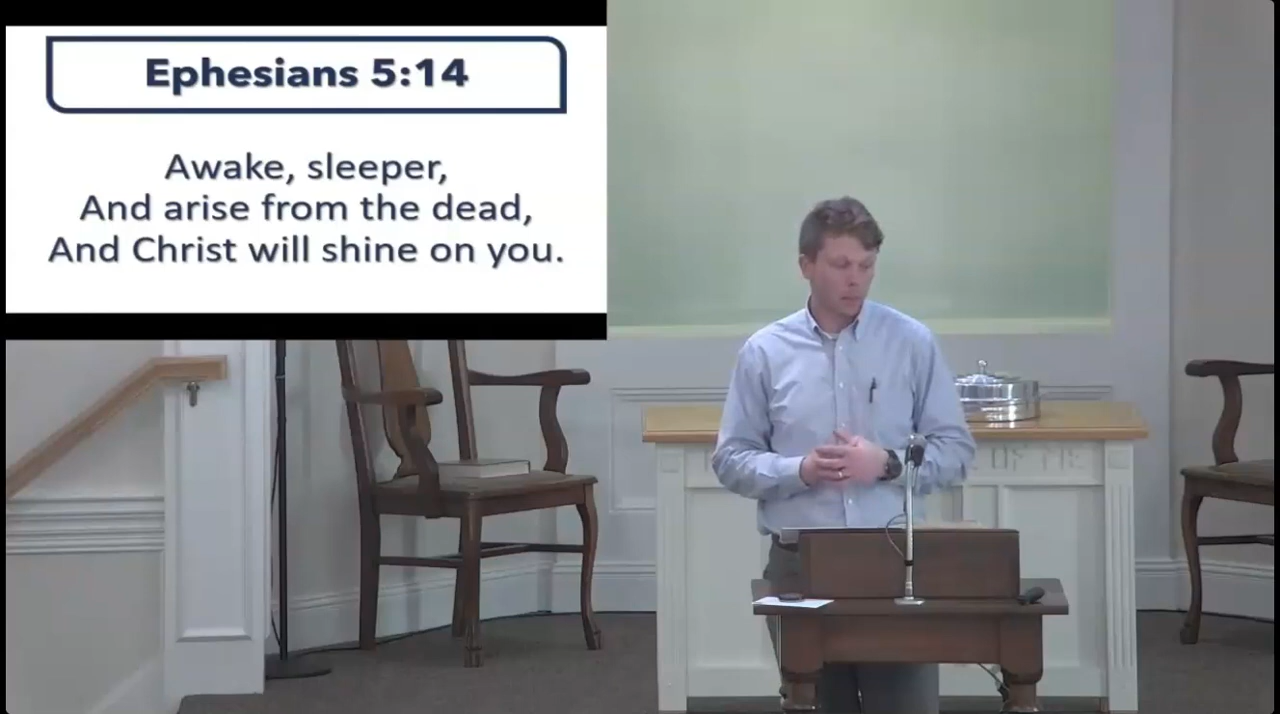 Ephesians 5:14
Awake, sleeper,
And arise from the dead,
And Christ will shine on you.